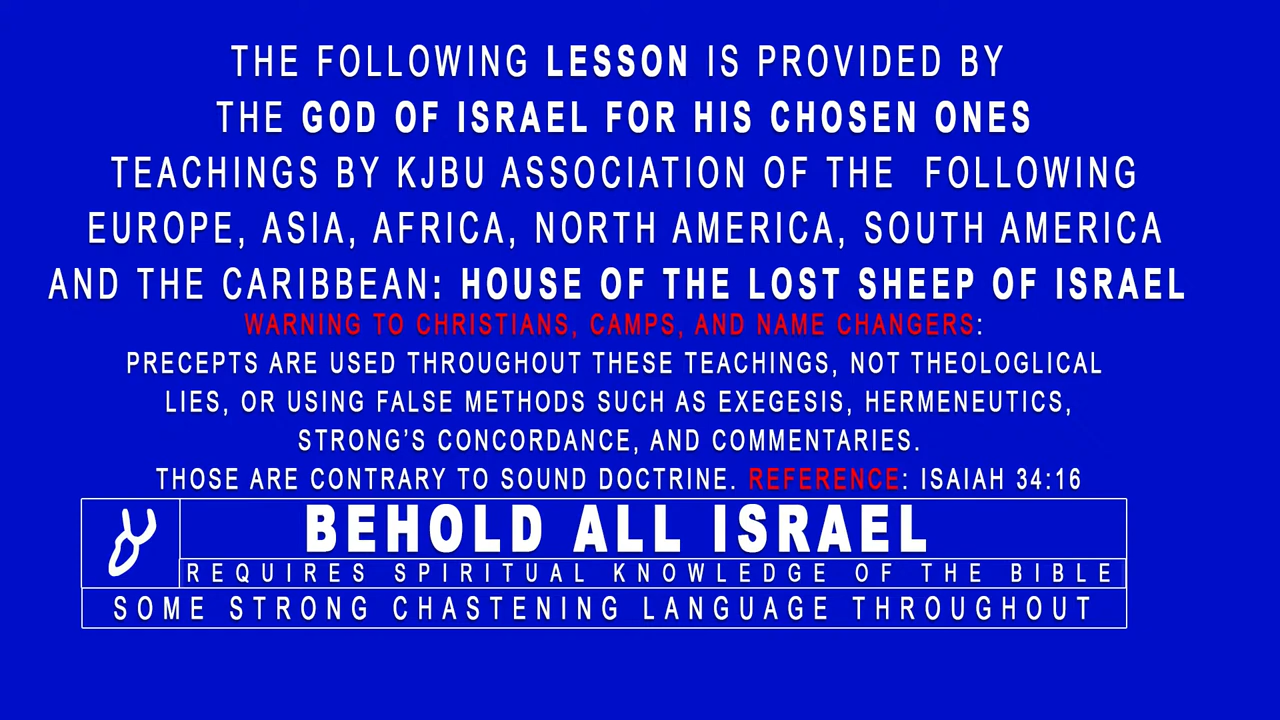 THE FOLLOWING LESSON IS PROVIDED BY
THE GOD OF ISRAEL FOR HIS CHOSEN ONES
TEACHINGS BY KJBU ASSOCIATION OF THE FOLLOWING
EUROPE, ASIA, AFRICA, NORTH AMERICA, SOUTH AMERICA
AND THE CARIBBEAN: HOUSE OF THE LOST SHEEP OF ISRAEL
WARNING TO CHRISTIANS, CAMPS, AND NAME CHANGERS:
PRECEPTS ARE USED THROUGHOUT THESE TEACHINGS, NOT THEOLOGLICAL
LIES, OR USING FALSE METHODS SUCH AS EXEGESIS, HERMENEUTICS,
STRONG'S CONCORDANCE, AND COMMENTARIES.
THOSE ARE CONTRARY TO SOUND DOCTRINE. REFERENCE: ISAIAH 34:16
BEHOLD ALL ISRAEL
REQUIRES SPIRITUAL KNOWLEDGE OF THE BIBLE
SOME STRONG CHASTENING LANGUAGE THROUGHOUT